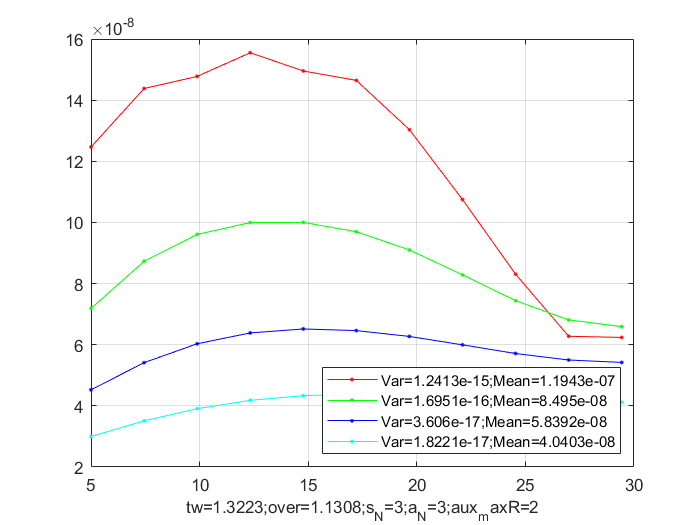 ×10-8
16
14
12
10
8
6
4
2
Var=1.2413e-15;Mean=1.1943e-07
Var=1.6951e-16;Mean=8.495e-08
Var=3.606e-17;Mean=5.8392e-08
Var=1.8221e-17;Mean=4.0403e-08
5 10 15 20 25 30
tw=1.3223;over=1.1308;sN=3;aN=3;auxmaxR=2